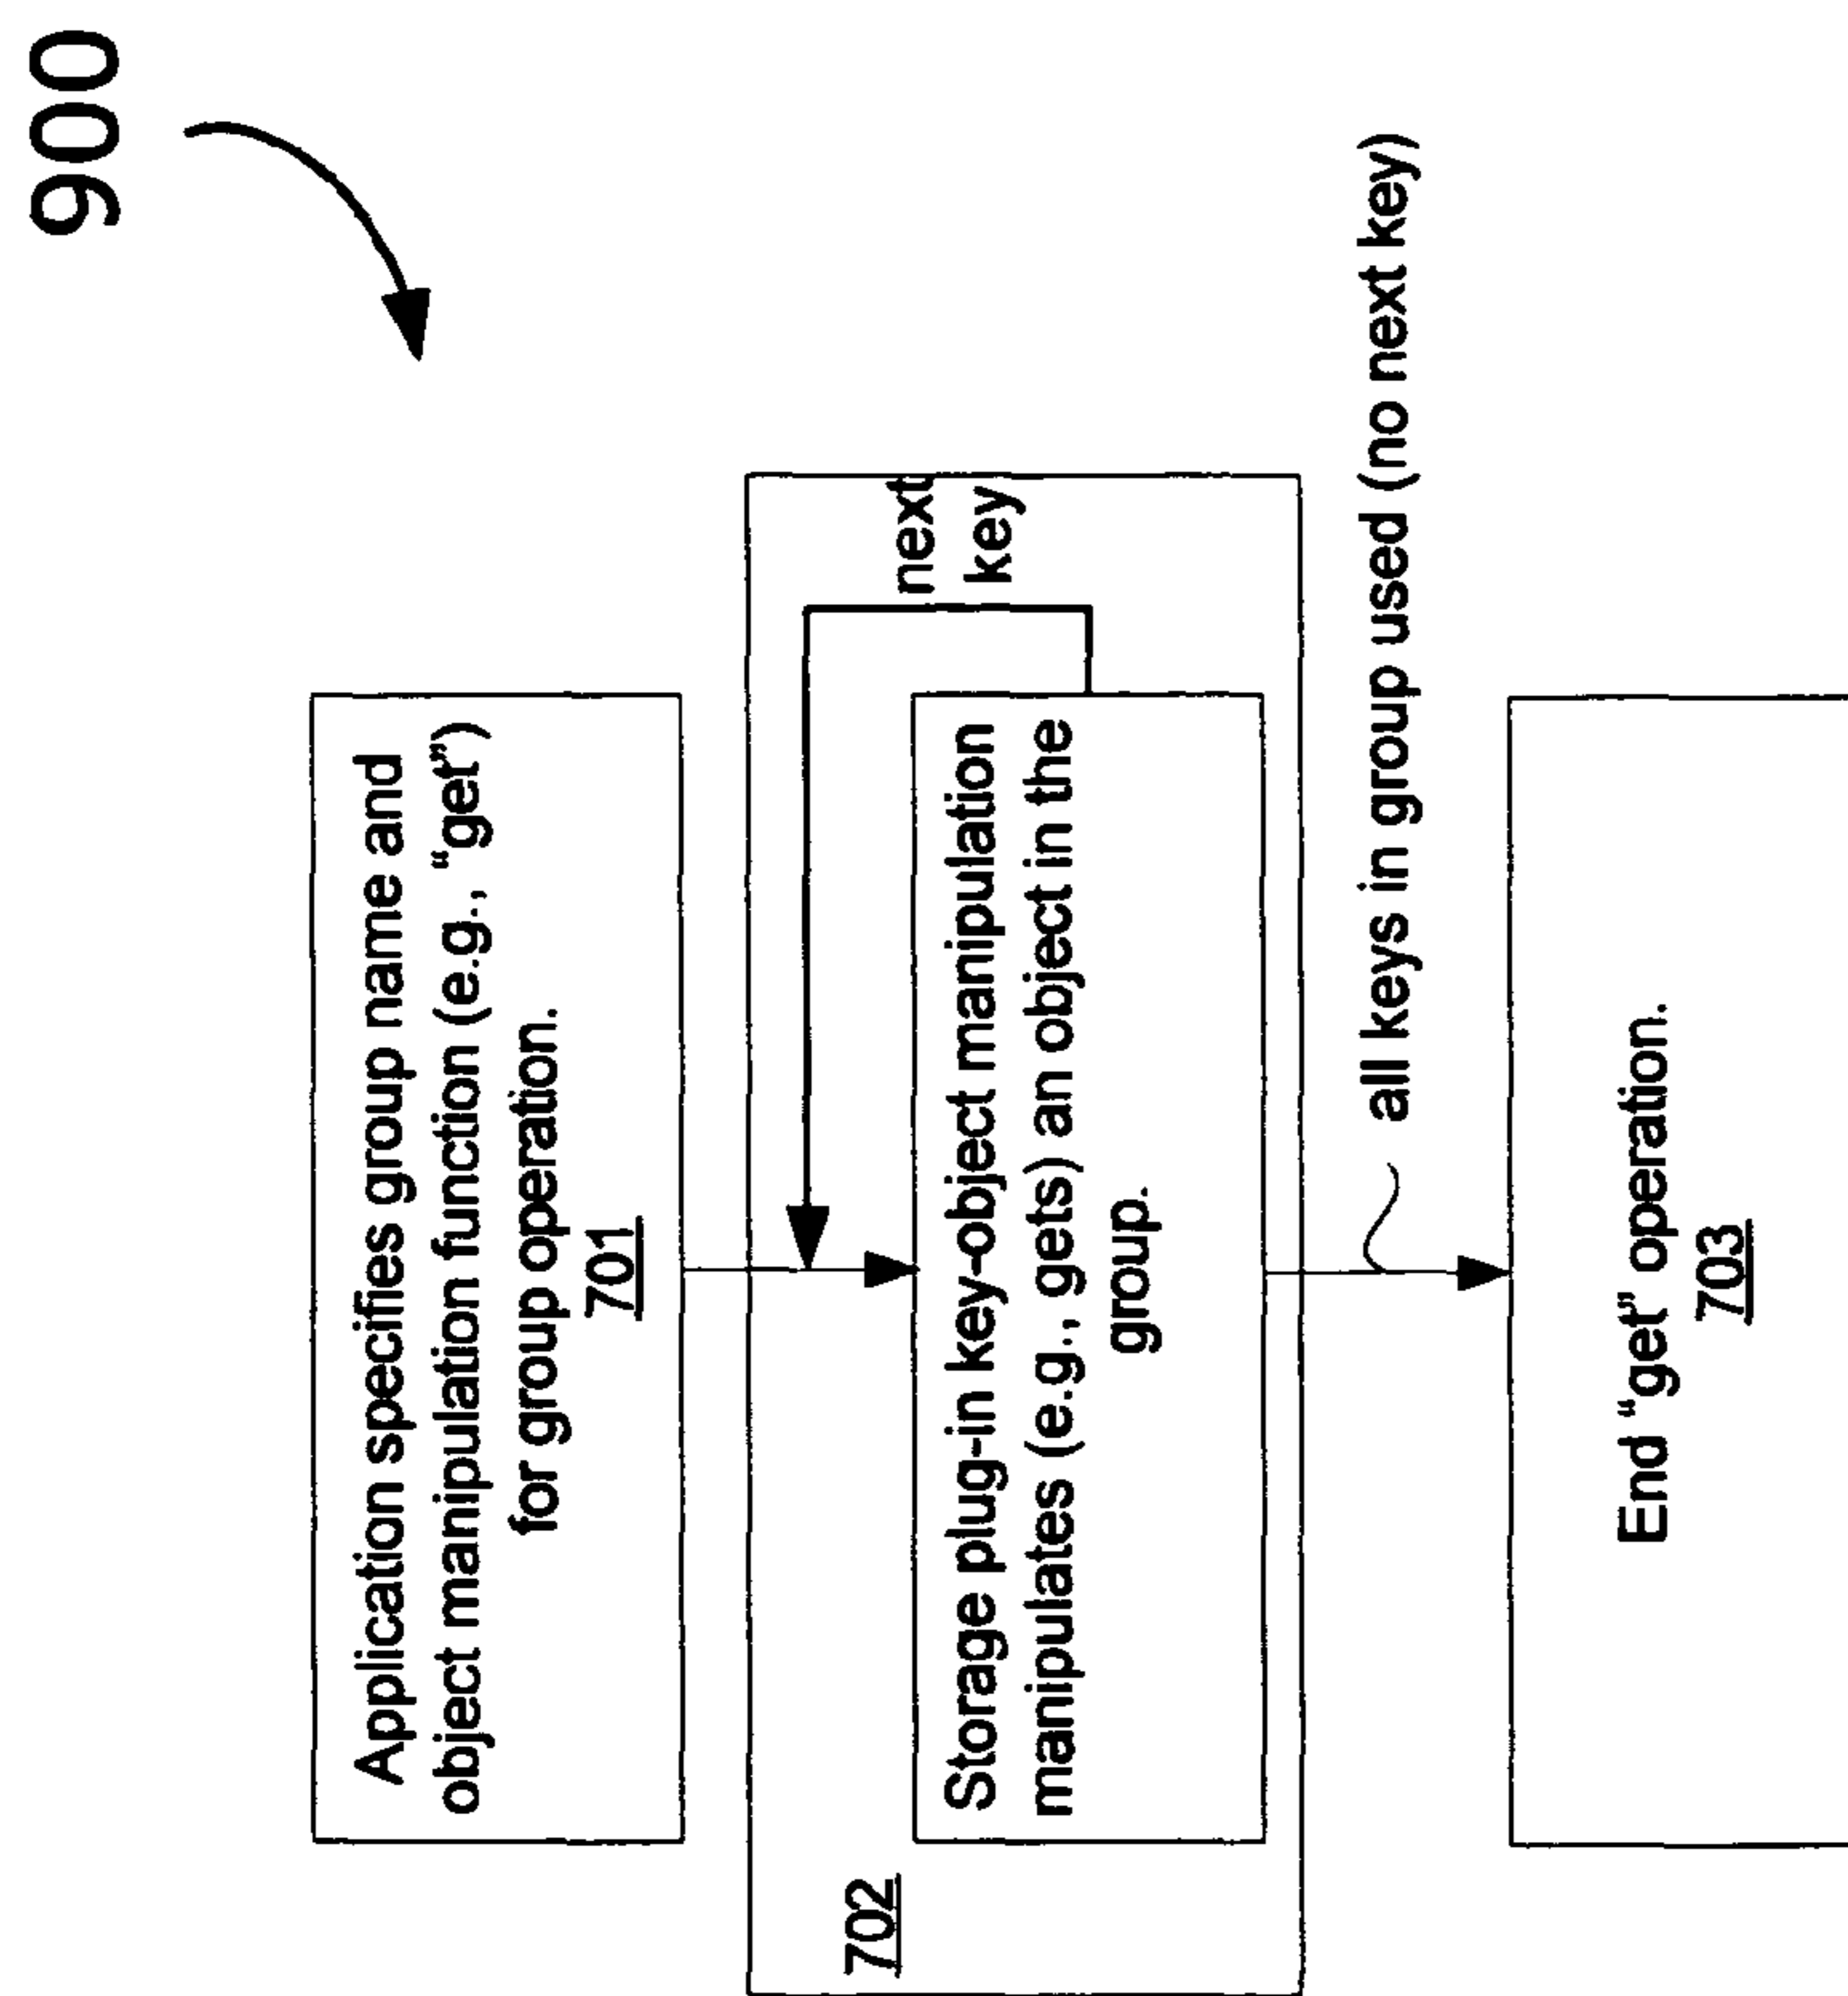 900
Application specifies group name and
object manipulation function (e.g., “get”)
for group operation.
701
next
key
Storage plug-in key-object manipulation
manipulates (e.g., gets) an object in the
group.
702
all keys in group used (no next key)
End “get” operation.
703